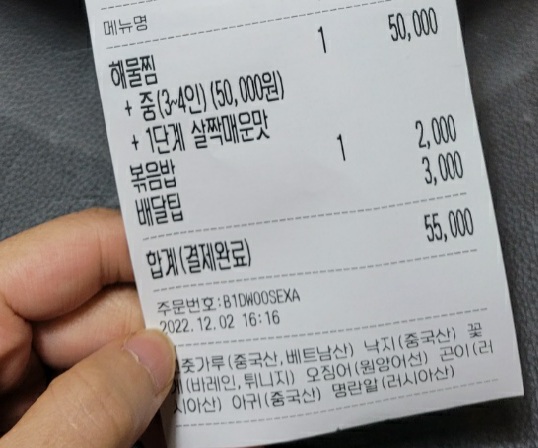 메뉴명
해물찜 1 50,000
+ 중(3~4인) (50,000원)
+ 1단계 살짝매운맛
볶음밥 1 2,000
배달팁 3,000
합계(결제완료) 55,000
주문번호:B1DW00SEXA
2022.12.02 16:16
춧가루(중국산, 베트남산) 낙지(중국산) 꽃
(바레인, 튀니지) 오징어(원양어선) 곤이(러
시아산) 아귀(중국산) 명란알(러시아산)